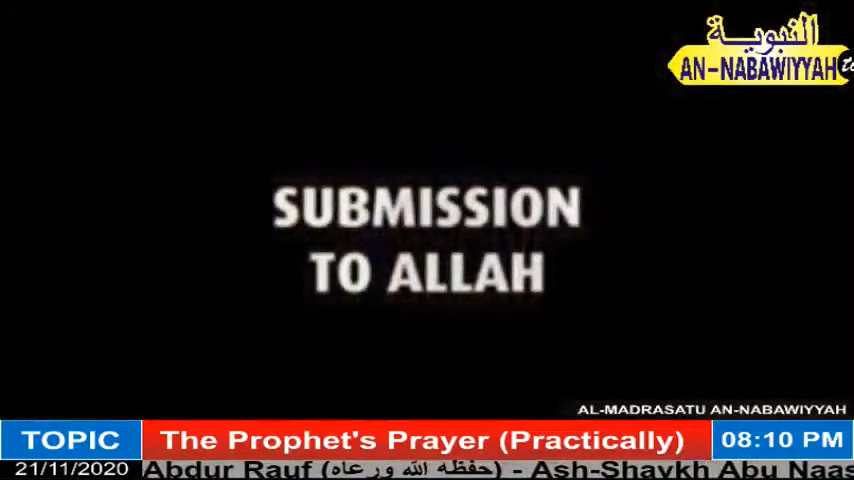 النبوية
AN-NABAWIYYAH
SUBMISSION
TO ALLAH
AL-MADRASATU AN-NABAWIYYAH
TOPIC
The Prophet's Prayer (Practically)
08:10 PM
21/11/2020
Abdur Rauf (حفظه الله ورعاه) - Ash-Shaykh Abu Naas